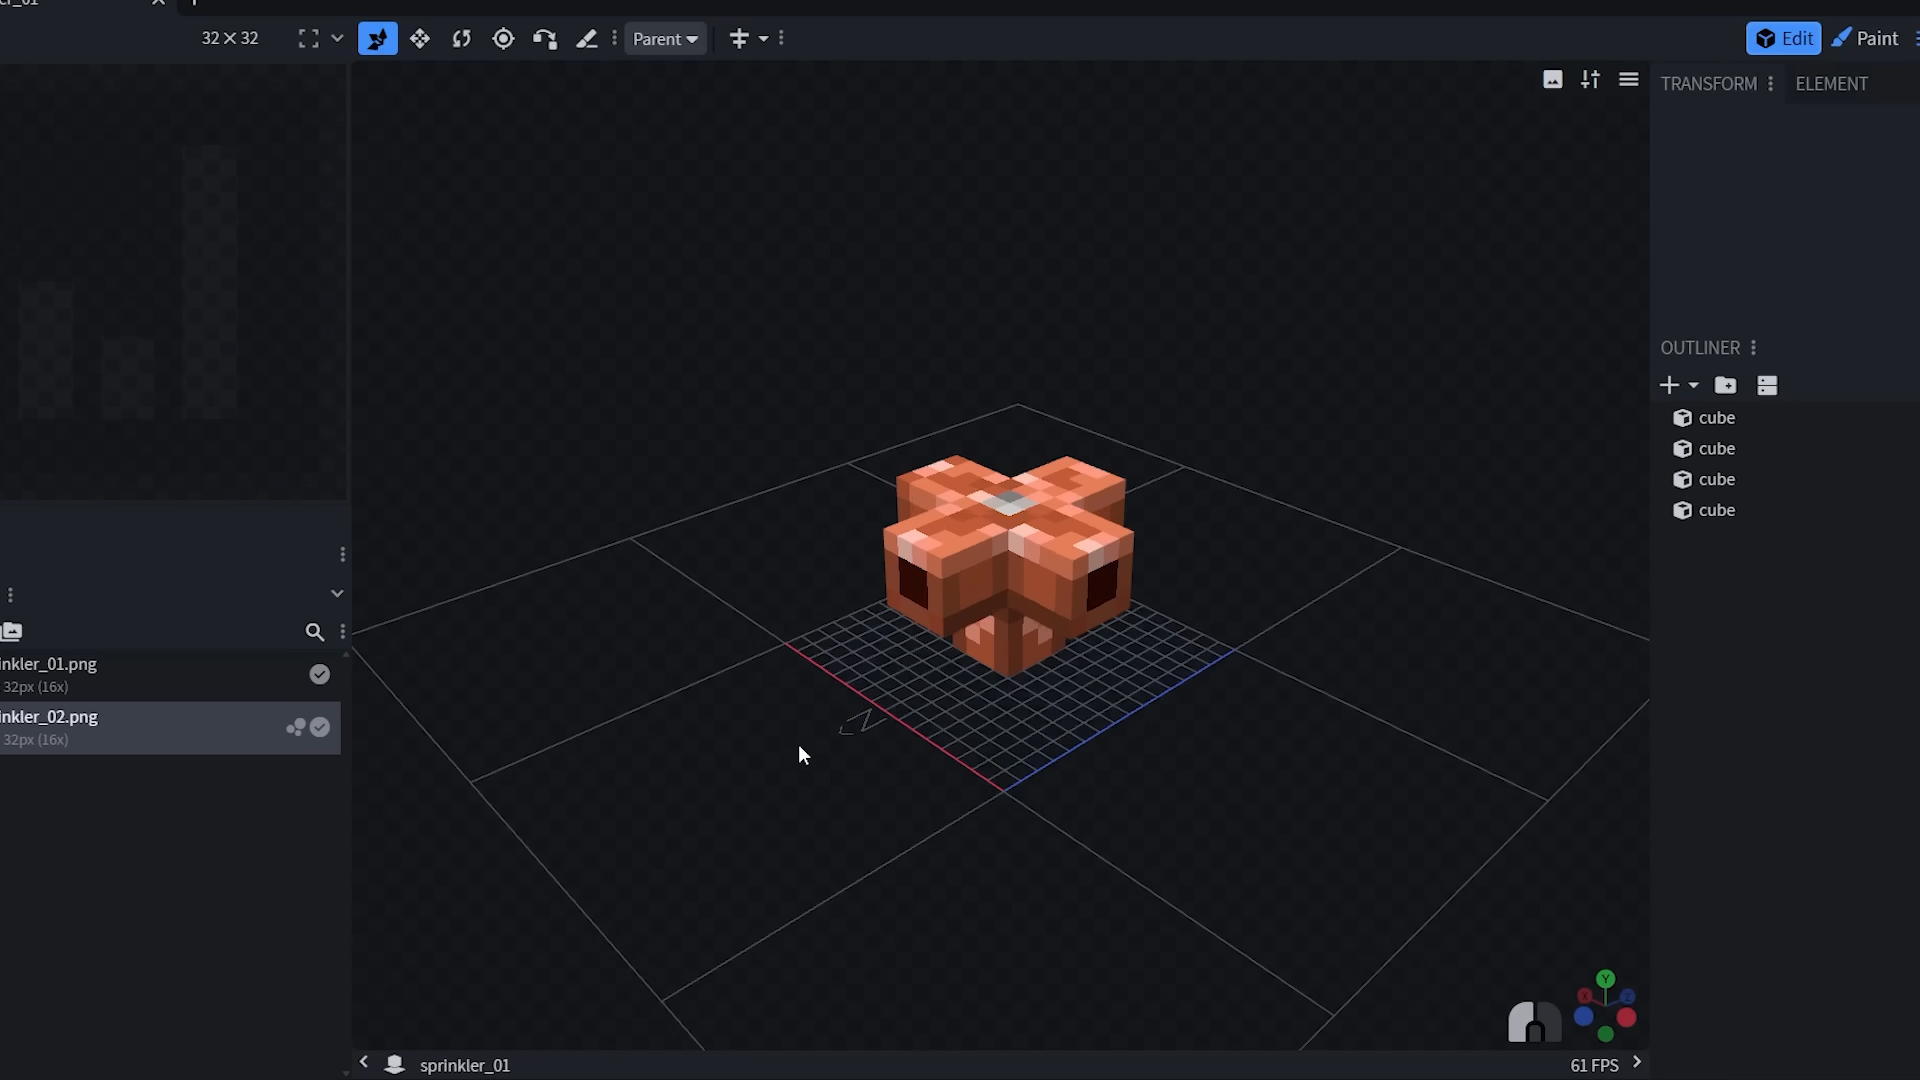 32×32
Parent
Edit
Paint
TRANSFORM
ELEMENT
OUTLINER
cube
cube
cube
cube
inkler_01.png
32px (16x)
inkler_02.png
32px (16x)
N
Y
X
Z
sprinkler_01
61 FPS